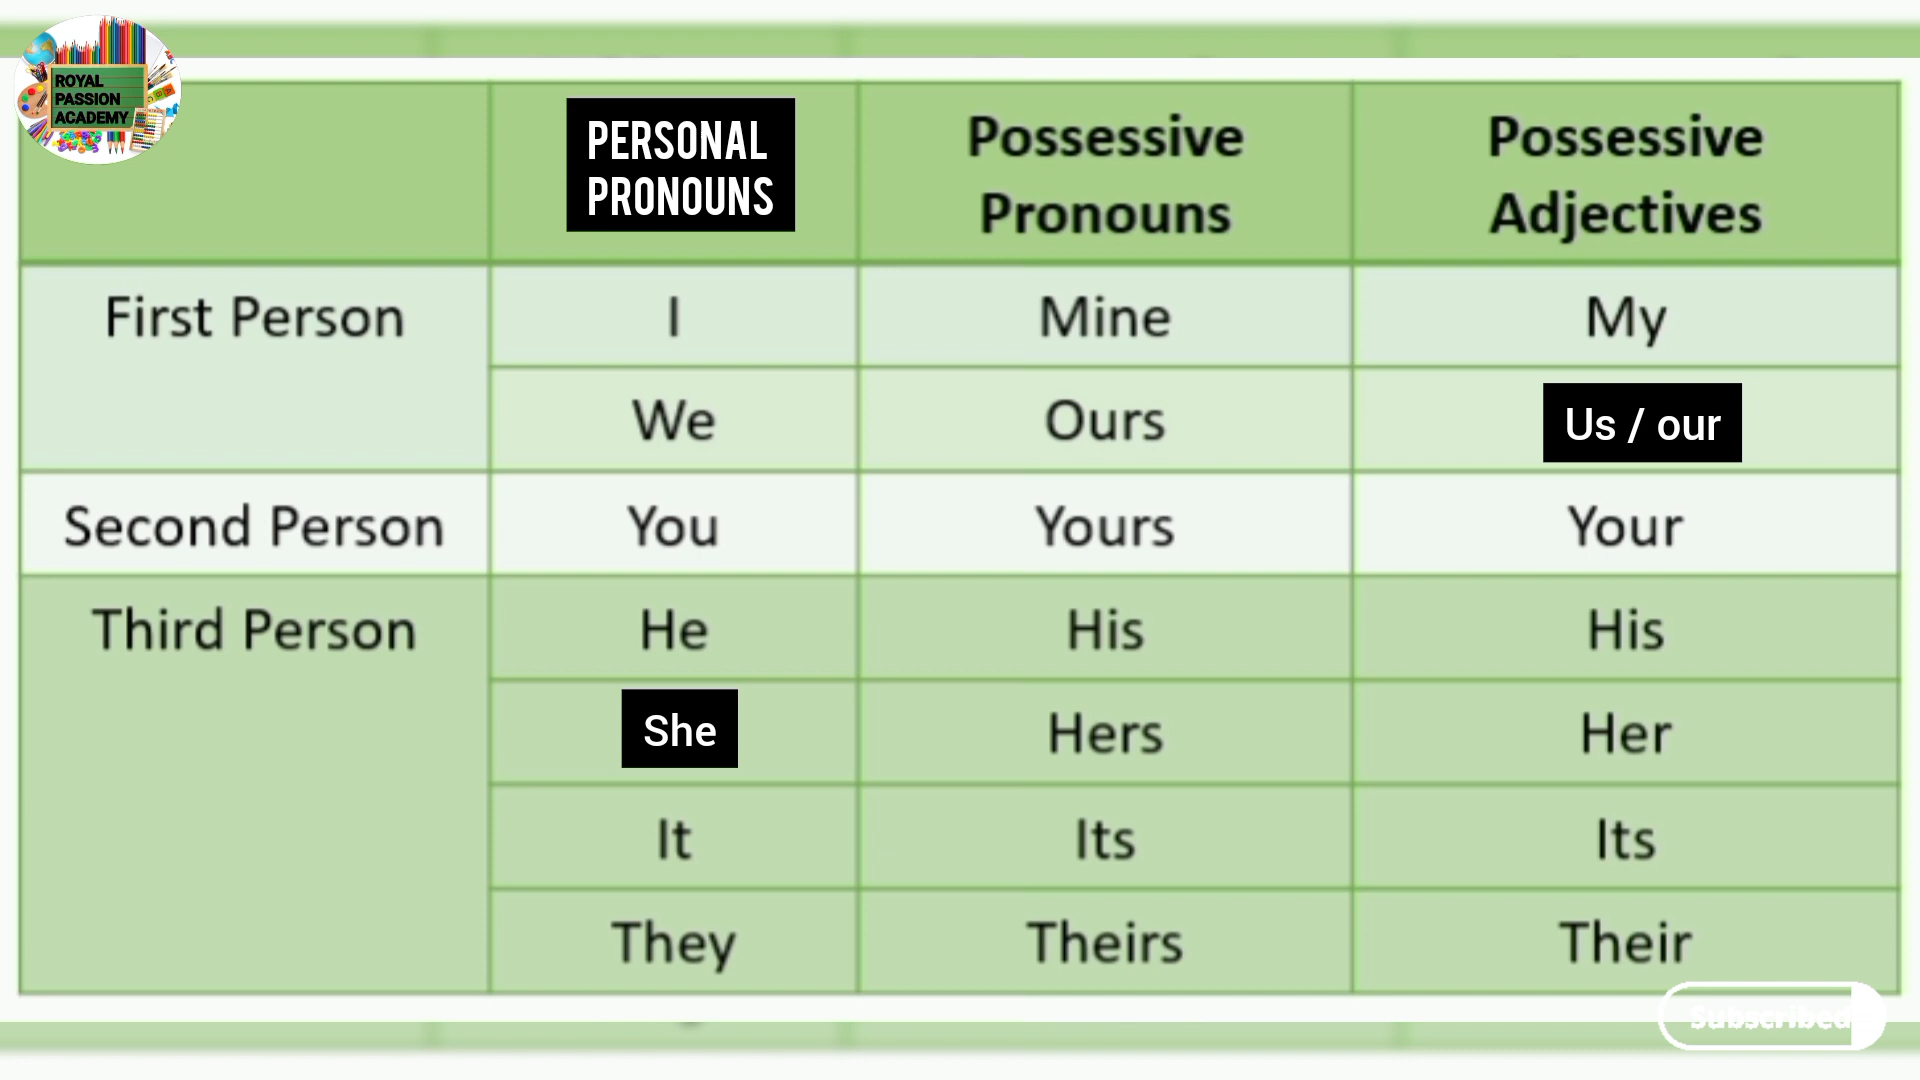 ROYAL
PASSION
ACADEMY
PERSONAL
PRONOUNS
Possessive
Pronouns
Possessive
Adjectives
First Person I Mine My
We Ours Us / our
Second Person You Yours Your
Third Person He His His
She Hers Her
It Its Its
They Theirs Their
Subscribed